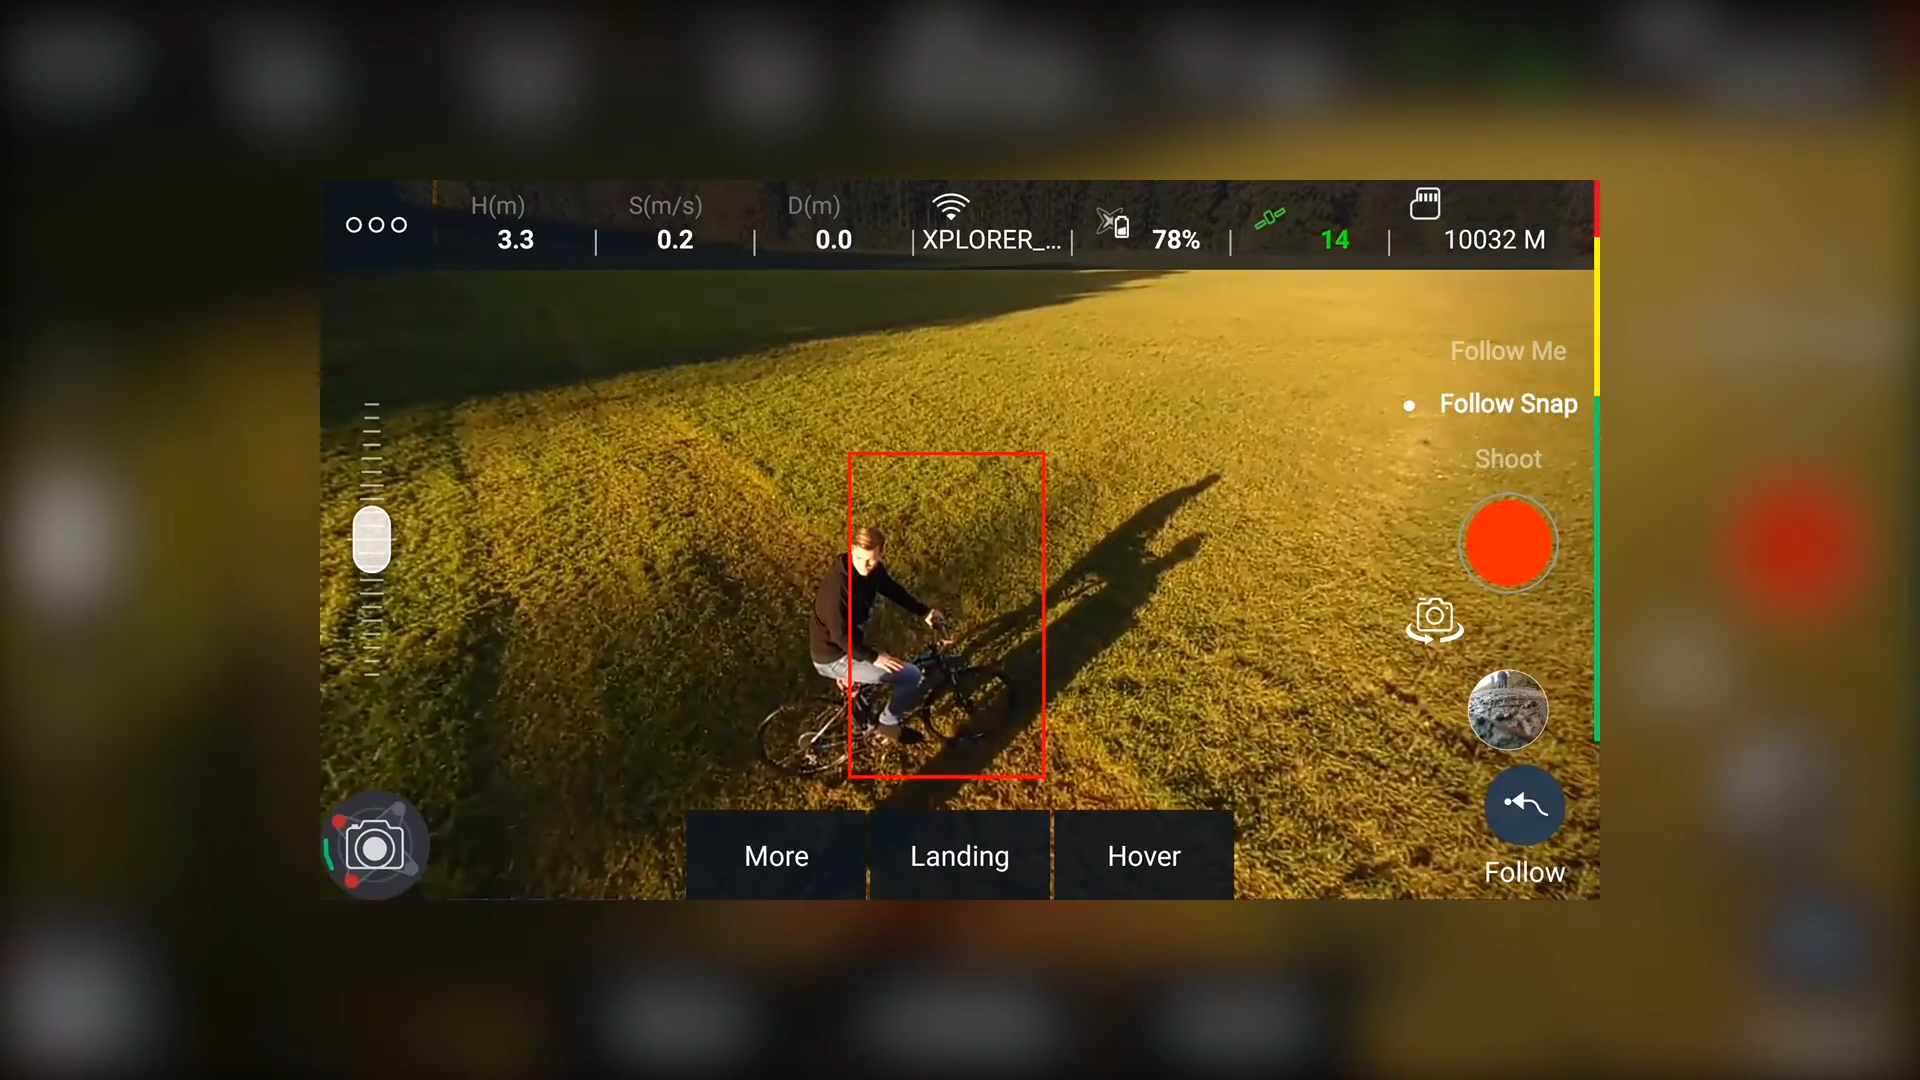 H(m) S(m/s) D(m)
3.3 | 0.2 | 0.0 | XPLORER_... | 78% | 14 | 10032 M
Follow Me
Follow Snap
Shoot
More Landing Hover
Follow